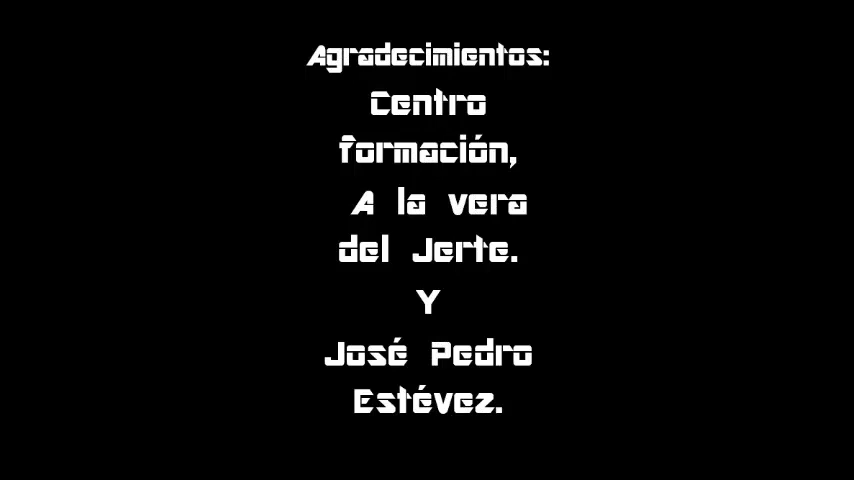 Agradecimientos:
Centro
formación,
A la vera
del Jerte.
Y
José Pedro
Estévez.